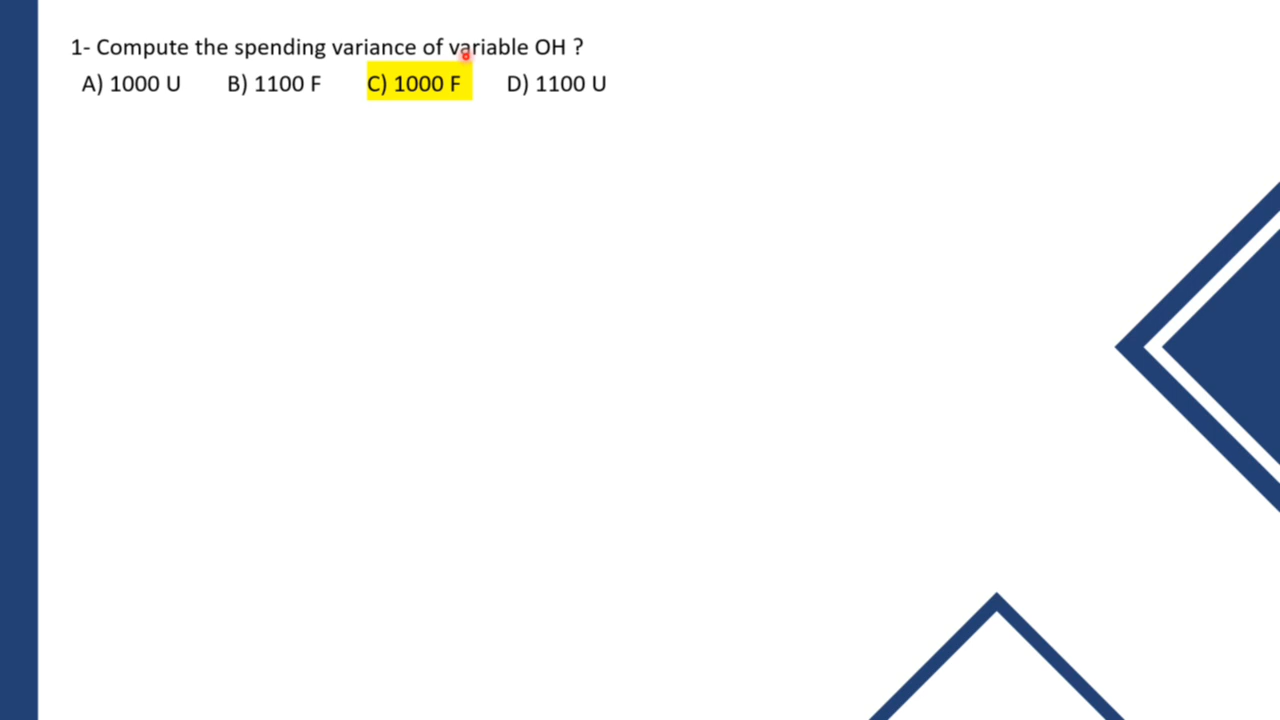 1- Compute the spending variance of variable OH ?
A) 1000 U B) 1100 F C) 1000 F D) 1100 U